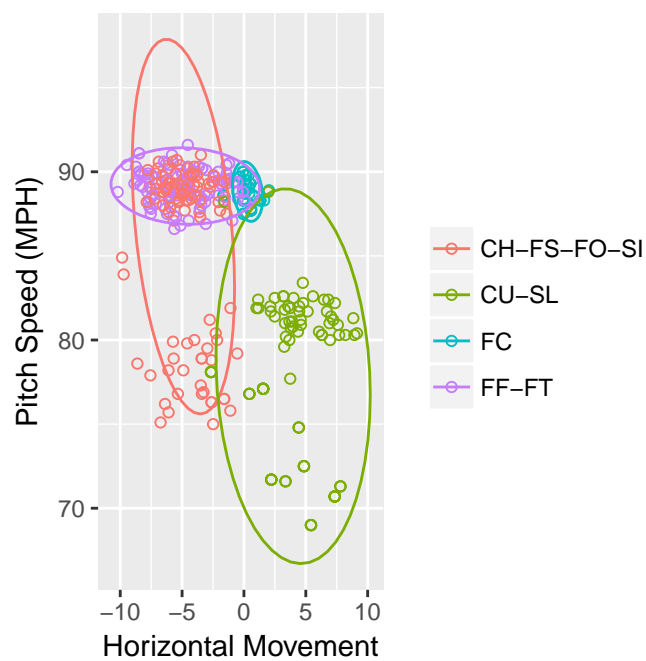 90
80
70
−10 −5 0 5 10
Horizontal Movement
Pitch Speed (MPH)
CH−FS−FO−SI
CU−SL
FC
FF−FT